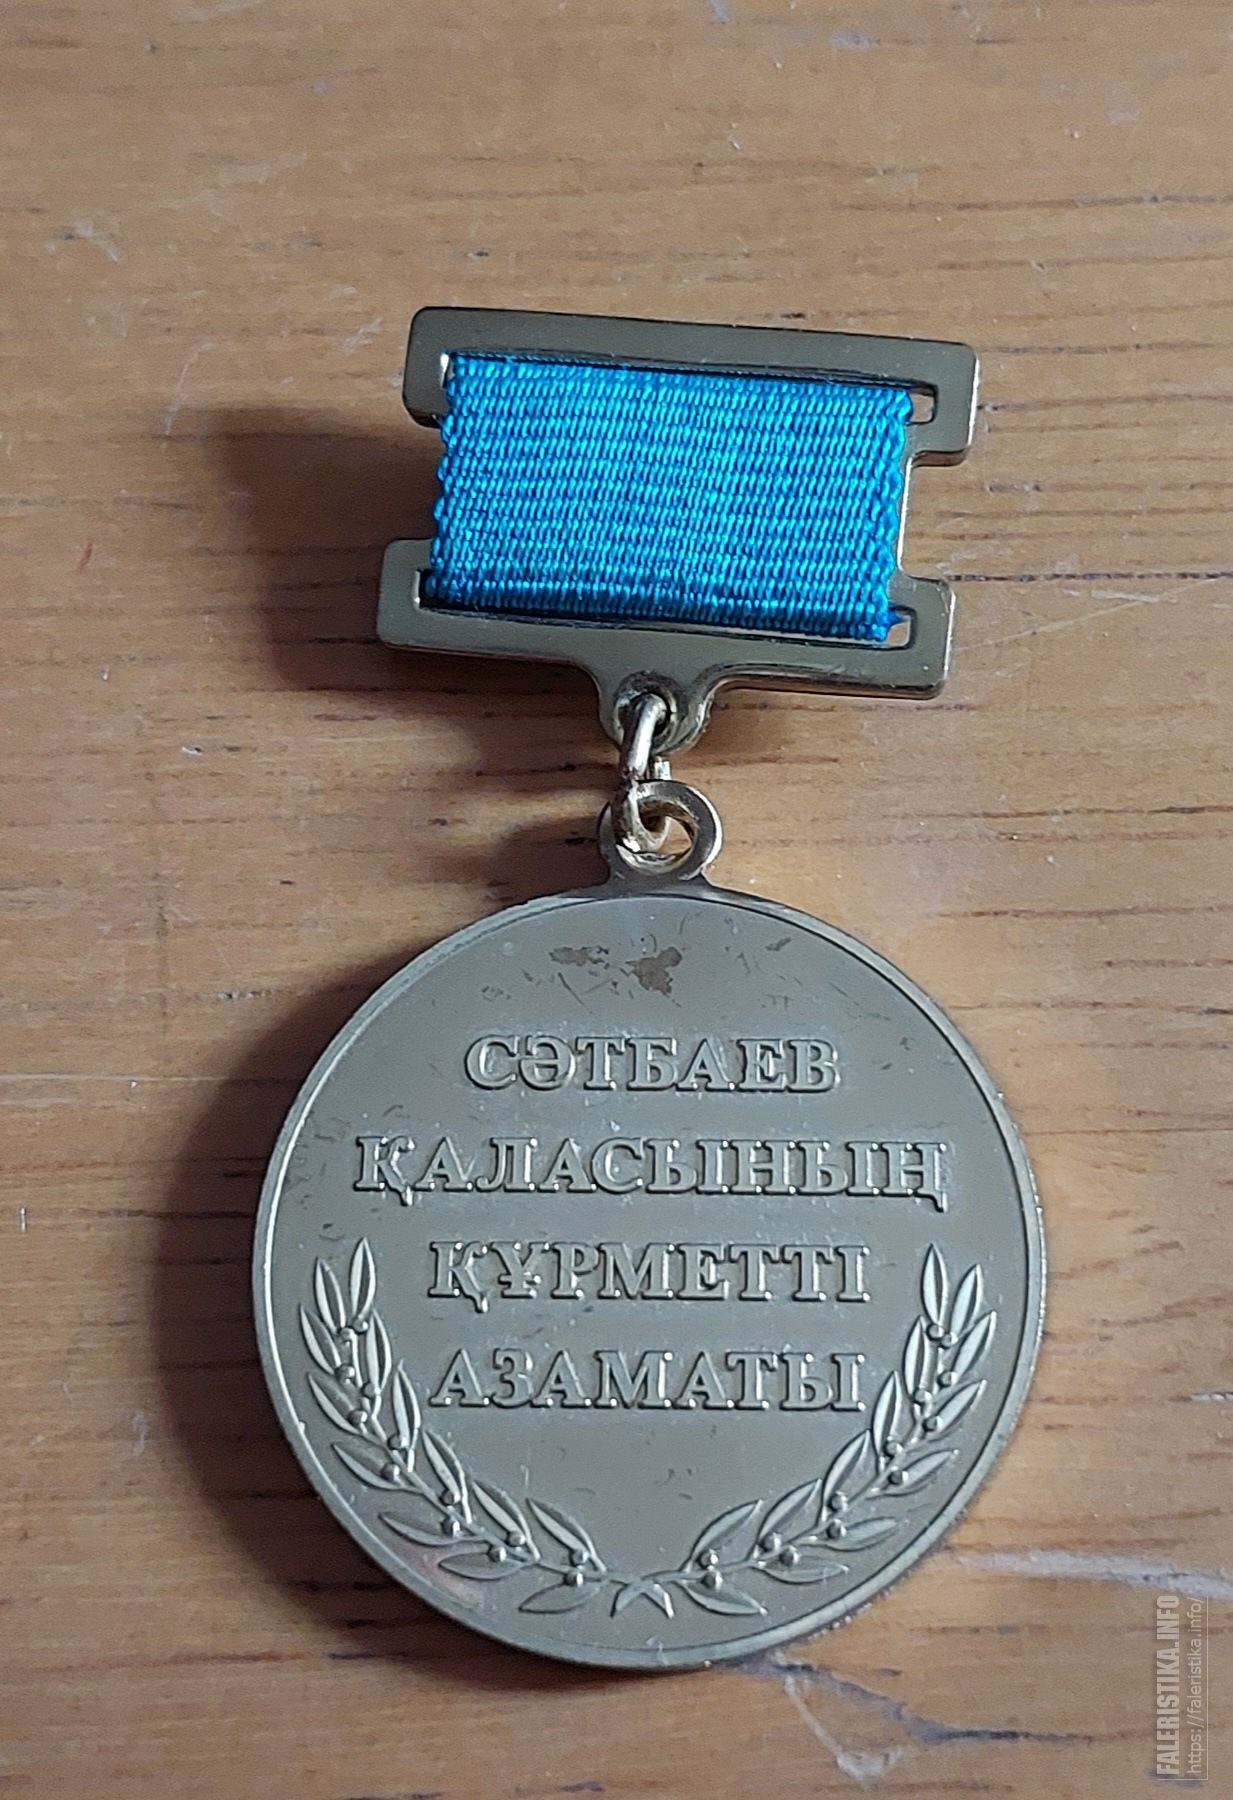 СӘТБАЕВ
ҚАЛАСЫНЫҢ
ҚҰРМЕТТІ
АЗАМАТЫ
FALERISTIKA.INFO
https://faleristika.info/